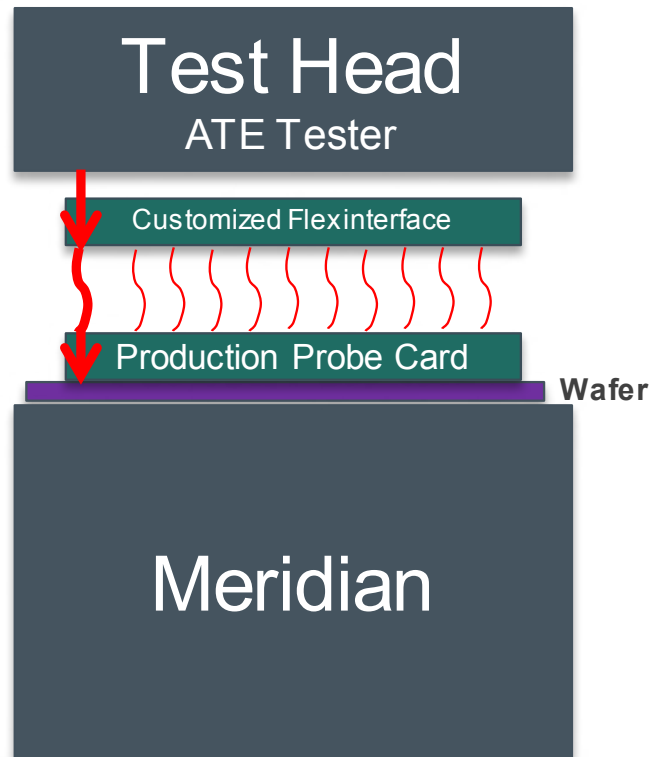 Test Head
ATE Tester
Customized Flexinterface
Production Probe Card
Wafer
Meridian